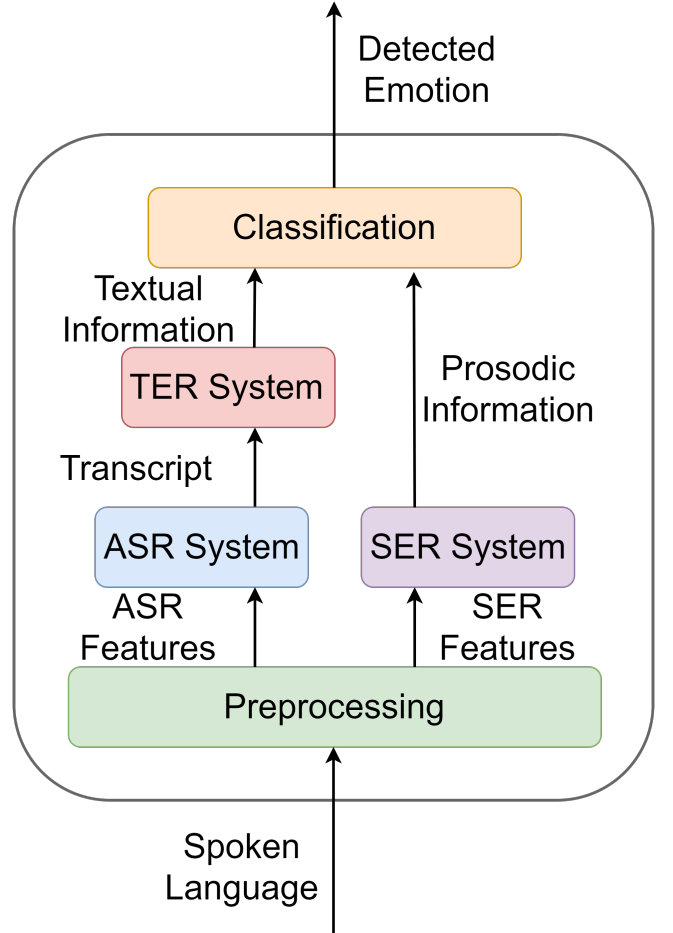 Detected
Emotion
Classification
Textual
Information
TER System
Prosodic
Information
Transcript
ASR System
SER System
ASR
Features
SER
Features
Preprocessing
Spoken
Language